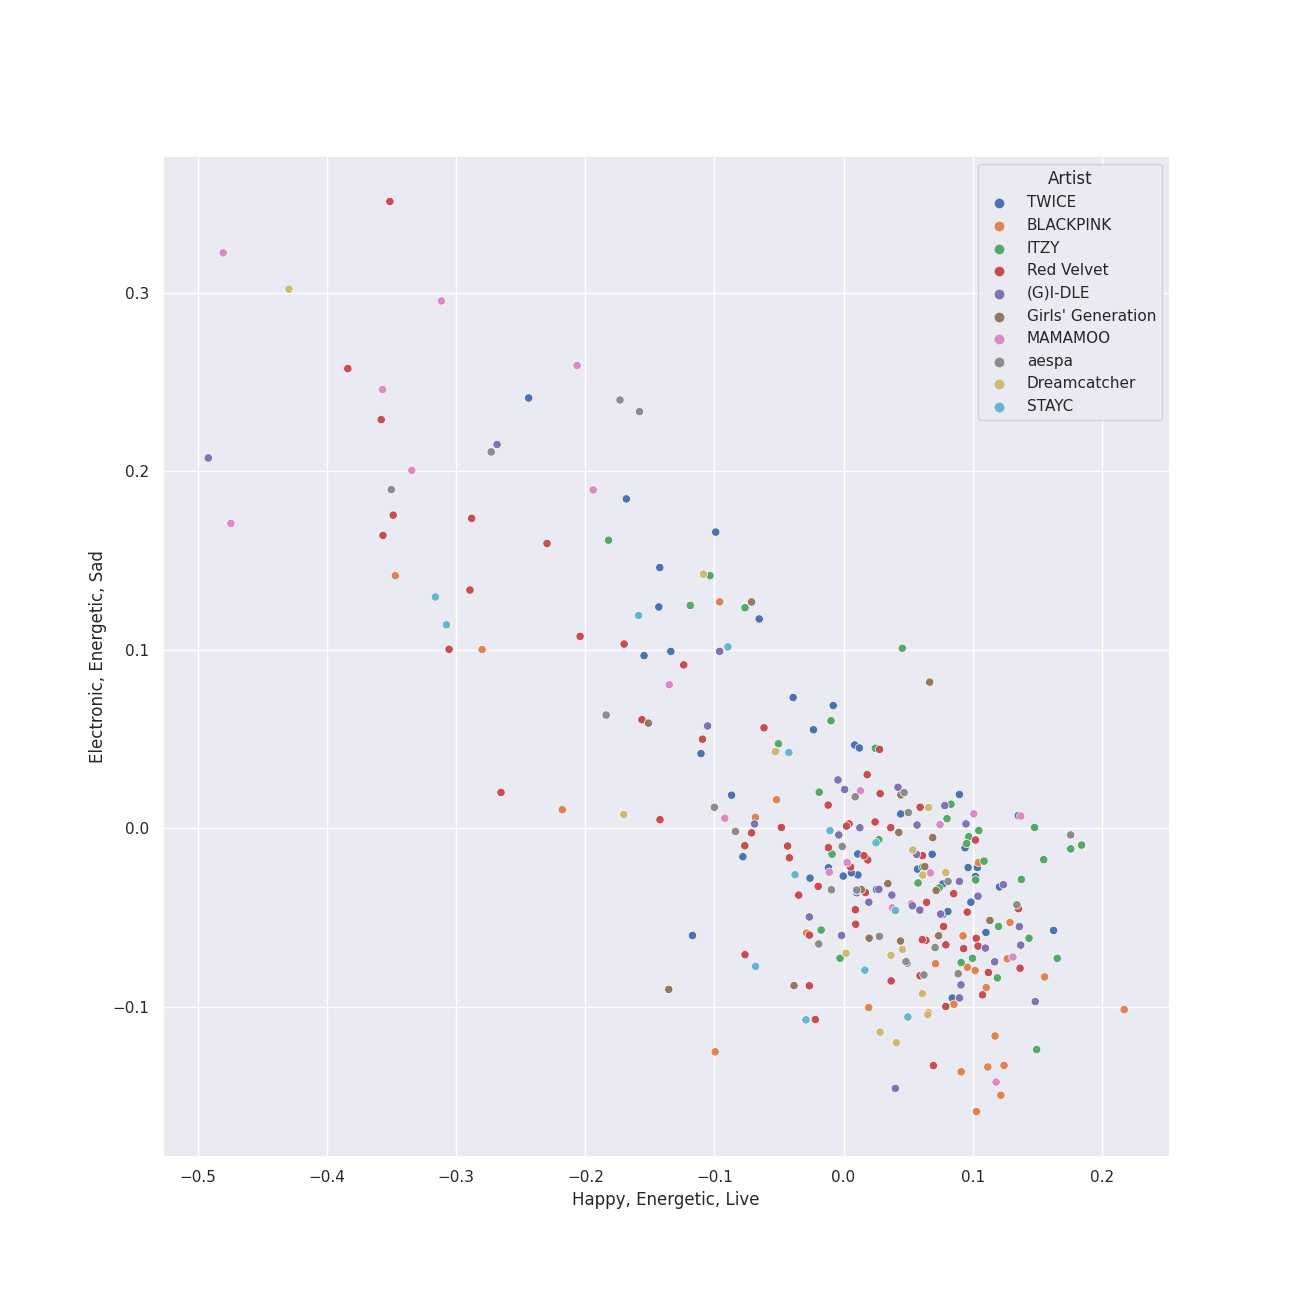 Artist
TWICE
BLACKPINK
ITZY
Red Velvet
(G)I-DLE
Girls' Generation
MAMAMOO
aespa
Dreamcatcher
STAYC
0.3
0.2
0.1
0.0
−0.1
Electronic, Energetic, Sad
−0.5 −0.4 −0.3 −0.2 −0.1 0.0 0.1 0.2
Happy, Energetic, Live